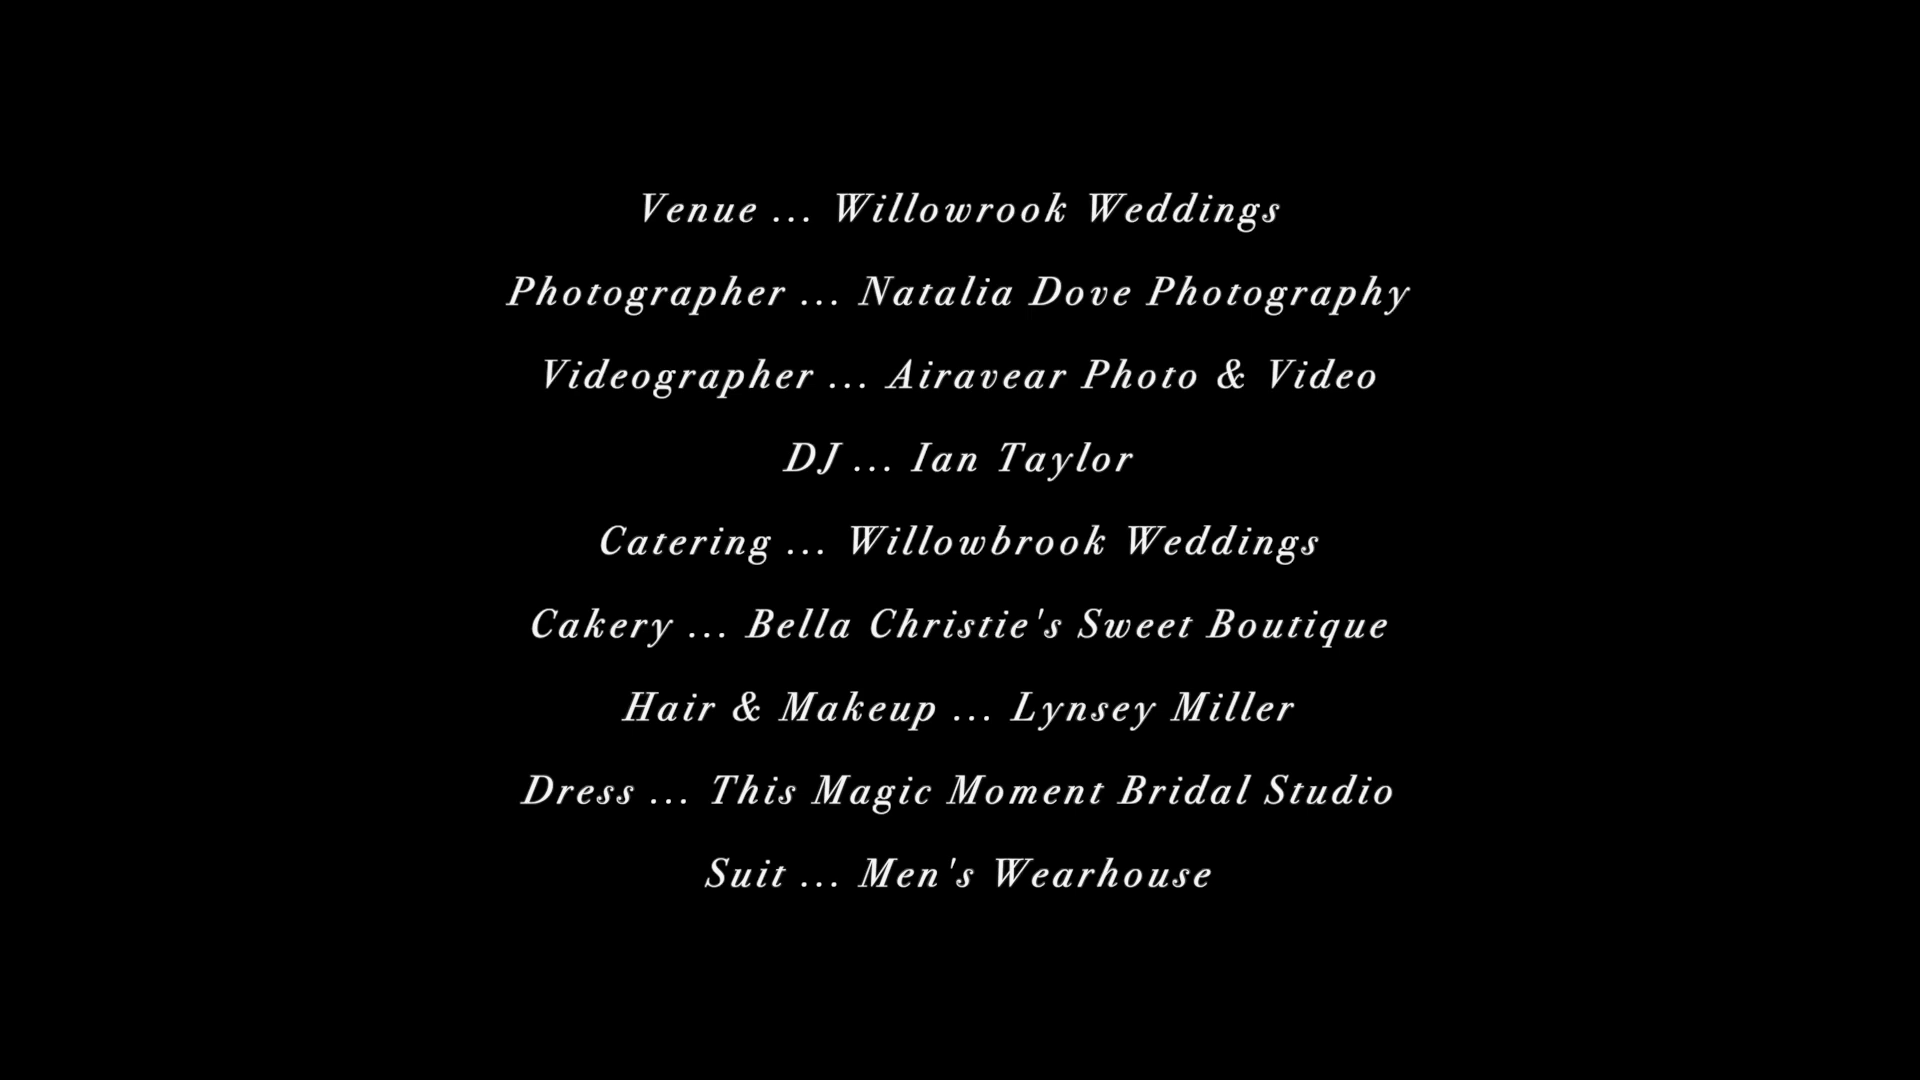 Venue ... Willowrook Weddings
Photographer ... Natalia Dove Photography
Videographer ... Airavear Photo & Video
DJ ... Ian Taylor
Catering ... Willowbrook Weddings
Cakery ... Bella Christie's Sweet Boutique
Hair & Makeup ... Lynsey Miller
Dress ... This Magic Moment Bridal Studio
Suit ... Men's Wearhouse